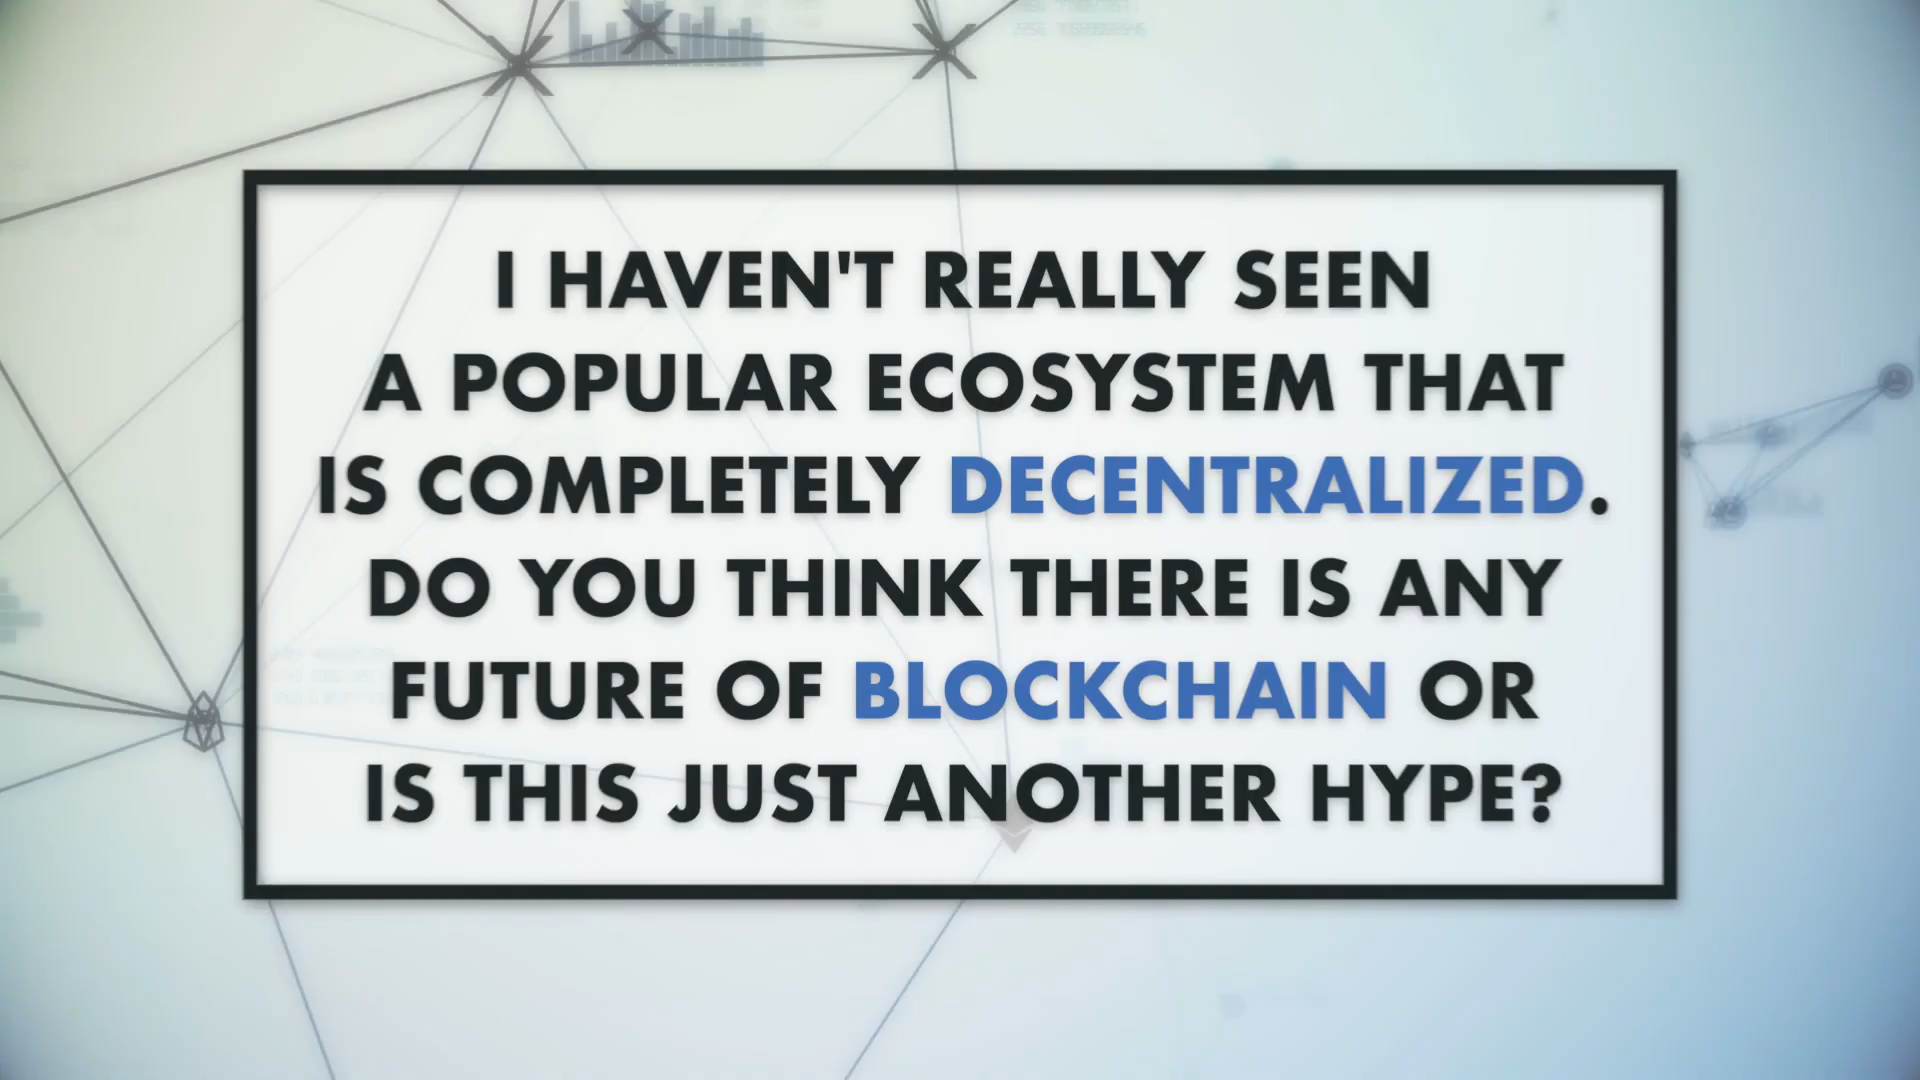 I HAVEN'T REALLY SEEN
A POPULAR ECOSYSTEM THAT
IS COMPLETELY DECENTRALIZED.
DO YOU THINK THERE IS ANY
FUTURE OF BLOCKCHAIN OR
IS THIS JUST ANOTHER HYPE?